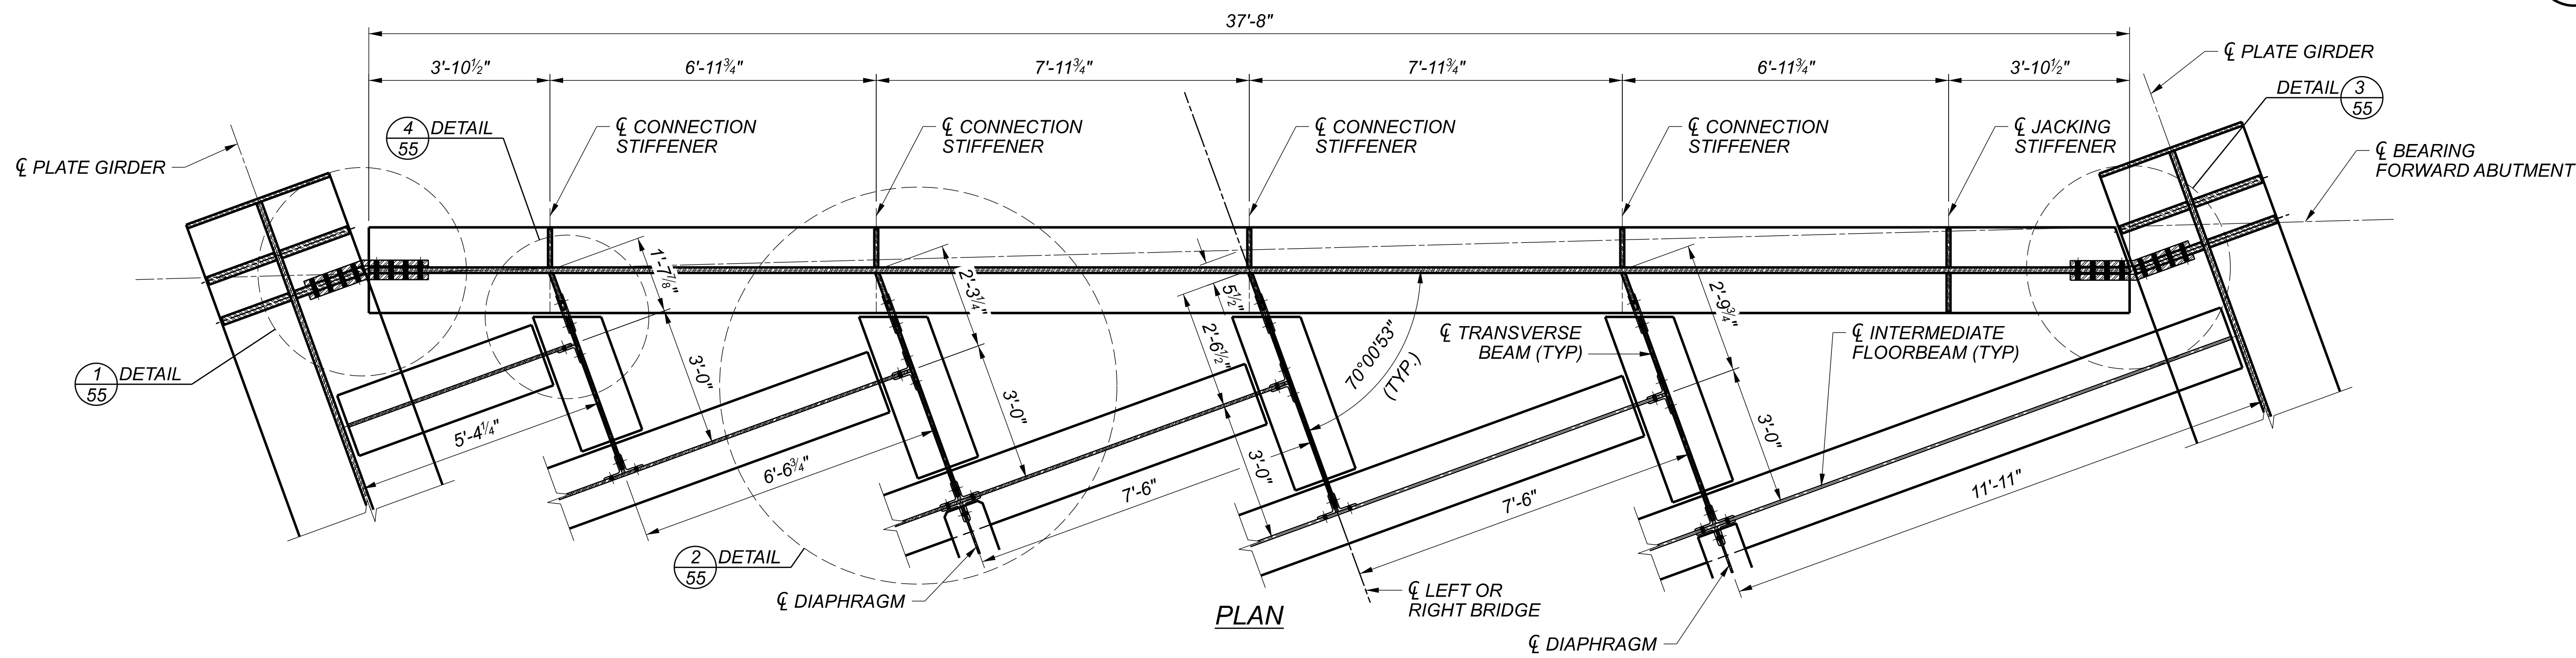 37'-8"
3'-10½"
6'-11¾"
7'-11¾"
7'-11¾"
6'-11¾"
3'-10½"
℄ PLATE GIRDER
DETAIL 3
55
4 DETAIL
55
℄ CONNECTION
STIFFENER
℄ CONNECTION
STIFFENER
℄ CONNECTION
STIFFENER
℄ CONNECTION
STIFFENER
℄ JACKING
STIFFENER
℄ BEARING
FORWARD ABUTMENT
℄ PLATE GIRDER
1'-7⅞"
2'-3¼"
5½"
2'-6½"
2'-9¾"
70°00'53"
(TYP.)
℄ TRANSVERSE
BEAM (TYP)
℄ INTERMEDIATE
FLOORBEAM (TYP)
1 DETAIL
55
3'-0"
3'-0"
3'-0"
3'-0"
5'-4¼"
6'-6¾"
7'-6"
7'-6"
11'-11"
2 DETAIL
55
℄ DIAPHRAGM
℄ LEFT OR
RIGHT BRIDGE
PLAN
℄ DIAPHRAGM